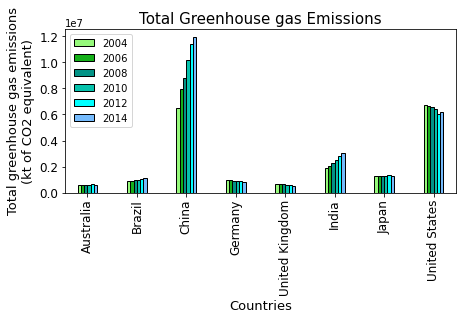 Total Greenhouse gas Emissions
1e7
Total greenhouse gas emissions
(kt of CO2 equivalent)
1.2
1.0
0.8
0.6
0.4
0.2
0.0
2004
2006
2008
2010
2012
2014
Australia
Brazil
China
Germany
United Kingdom
India
Japan
United States
Countries